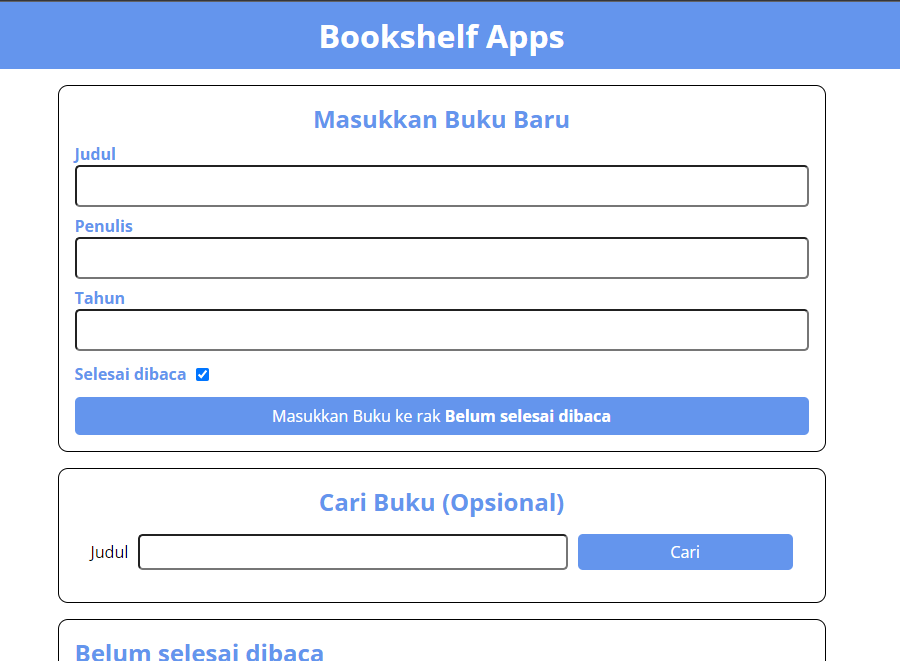 Bookshelf Apps
Masukkan Buku Baru
Judul
Penulis
Tahun
Selesai dibaca
Masukkan Buku ke rak Belum selesai dibaca
Cari Buku (Opsional)
Judul Cari
Belum selesai dibaca